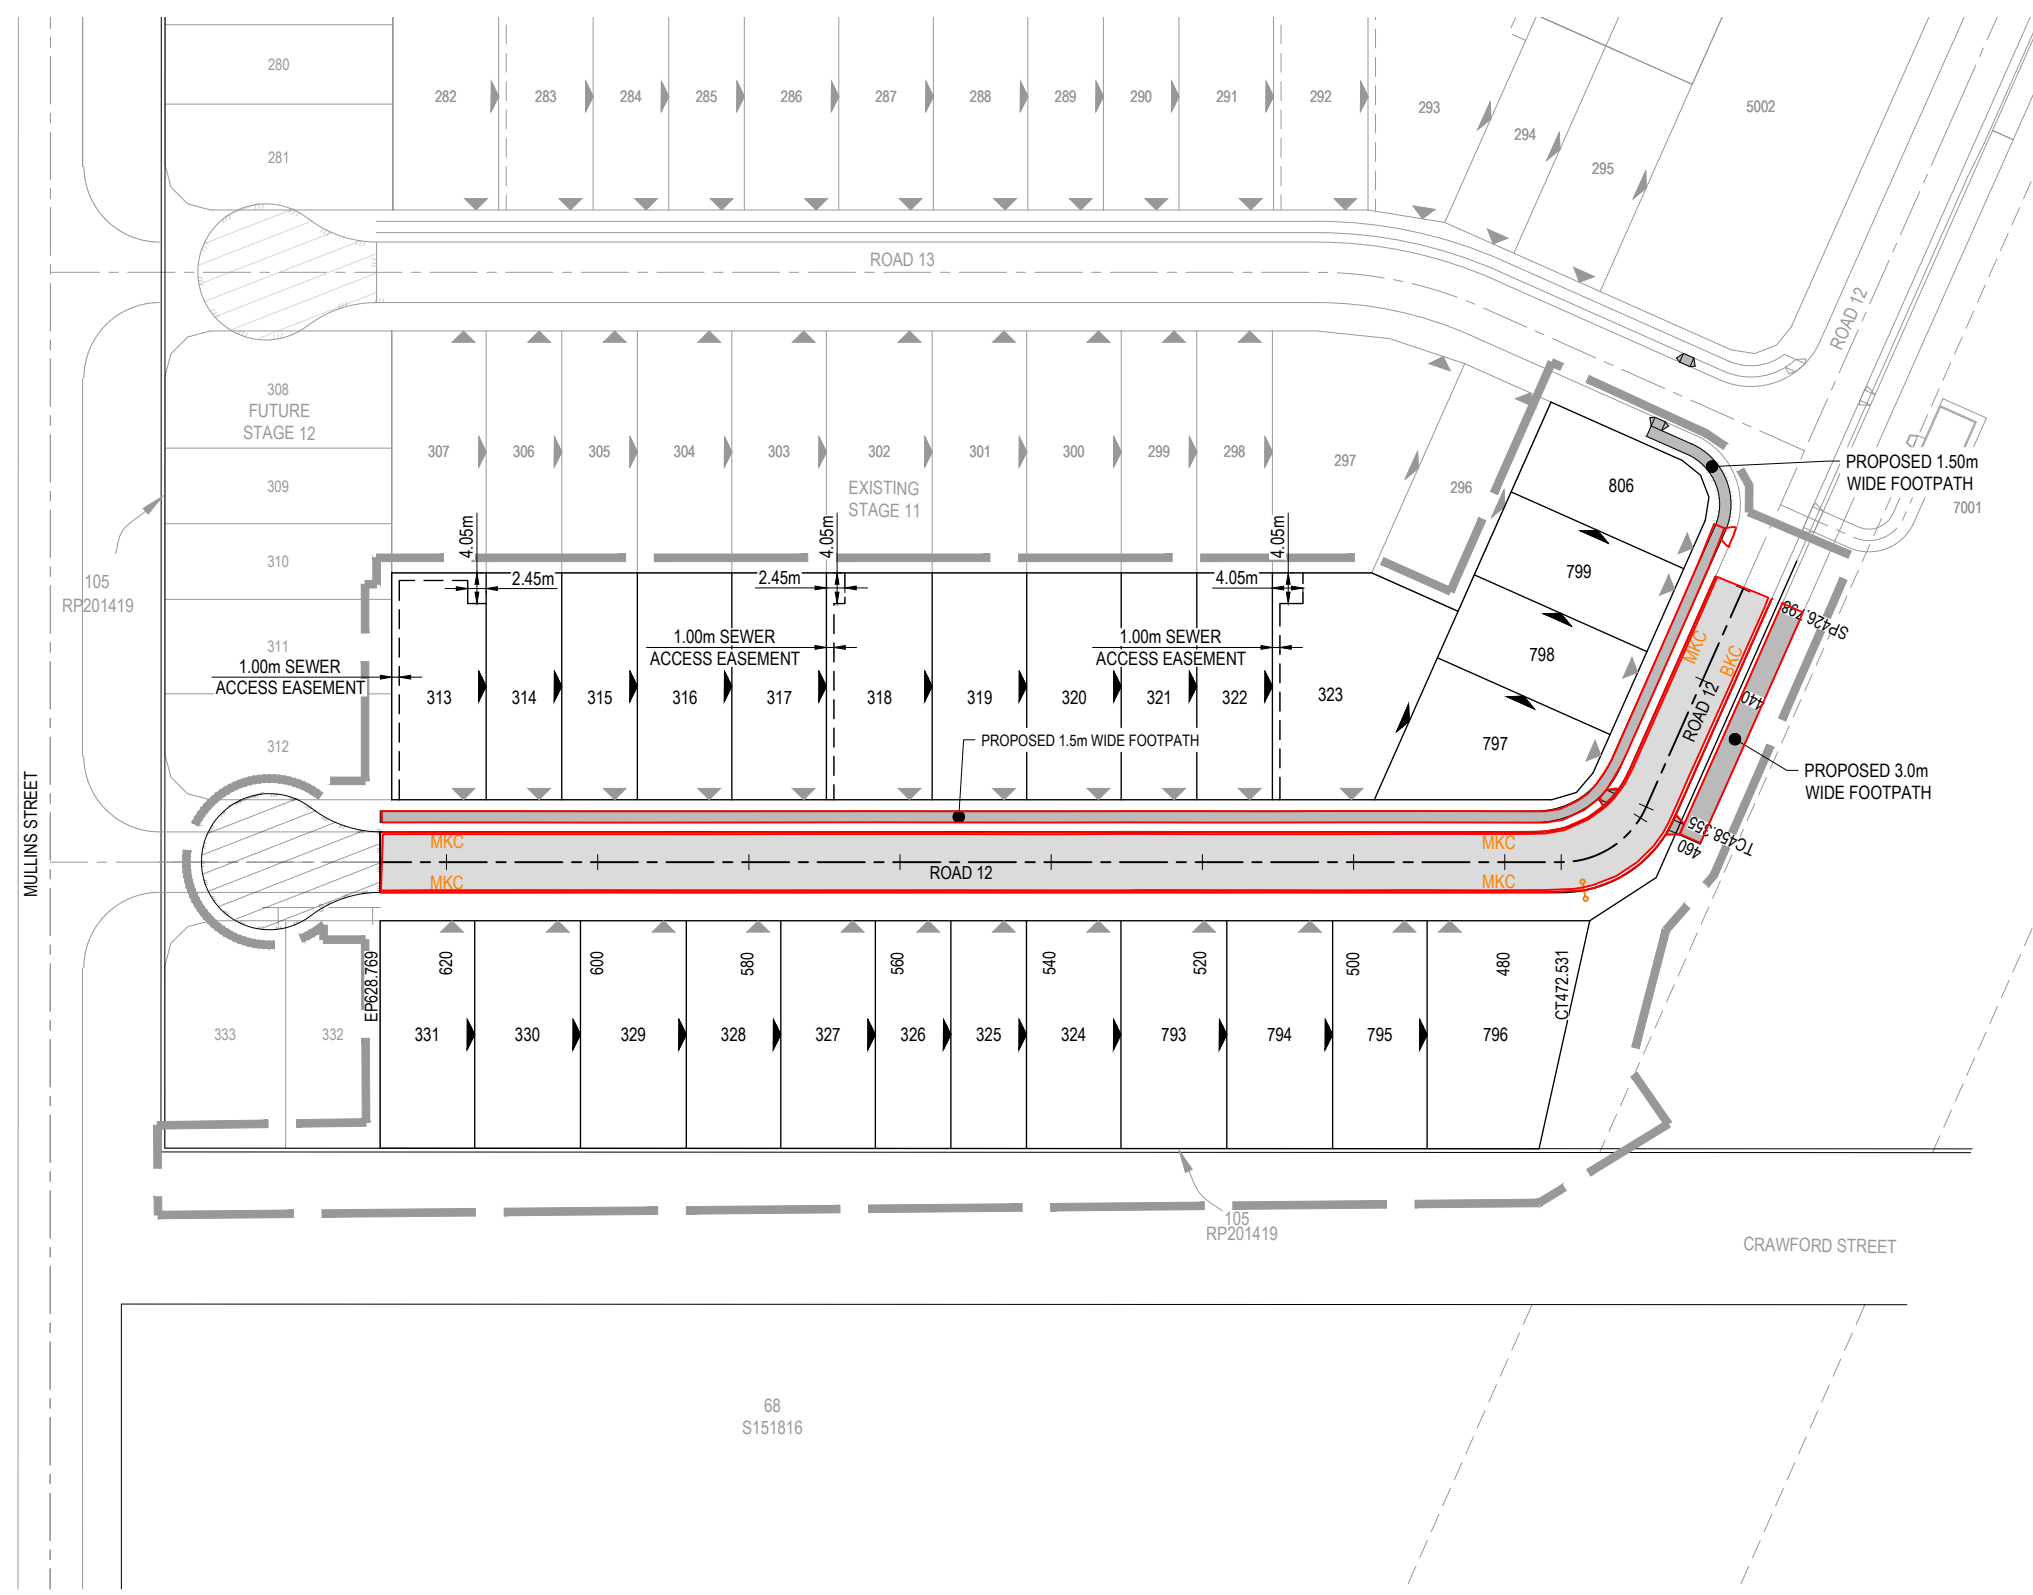 280
281
282
283
284
285
286
287
288
289
290
291
292
293
294
295
5002
ROAD 13
ROAD 12
308
FUTURE
STAGE 12
309
310
311
312
105
RP201419
307
306
305
304
303
302
301
300
299
298
297
296
EXISTING
STAGE 11
7001
PROPOSED 1.50m
WIDE FOOTPATH
806
799
798
797
4.05m
2.45m
4.05m
2.45m
4.05m
4.05m
1.00m SEWER
ACCESS EASEMENT
1.00m SEWER
ACCESS EASEMENT
1.00m SEWER
ACCESS EASEMENT
313
314
315
316
317
318
319
320
321
322
323
PROPOSED 1.5m WIDE FOOTPATH
SP426.798
440
MKC
BKC
ROAD 12
PROPOSED 3.0m
WIDE FOOTPATH
TC458.355
460
MULLINS STREET
MKC
MKC
ROAD 12
MKC
MKC
EP628.769
620
600
580
560
540
520
500
480
CT472.531
333
332
331
330
329
328
327
326
325
324
793
794
795
796
105
RP201419
CRAWFORD STREET
68
S151816